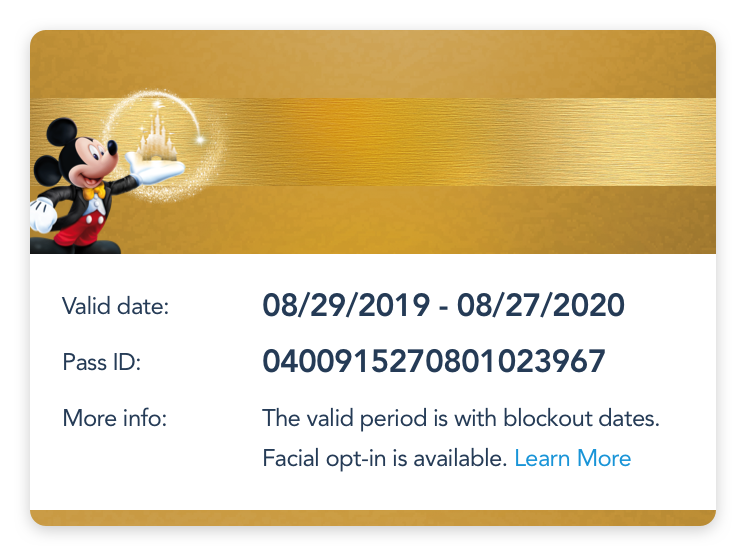 Valid date: 08/29/2019 - 08/27/2020
Pass ID: 0400915270801023967
More info: The valid period is with blockout dates.
Facial opt-in is available. Learn More